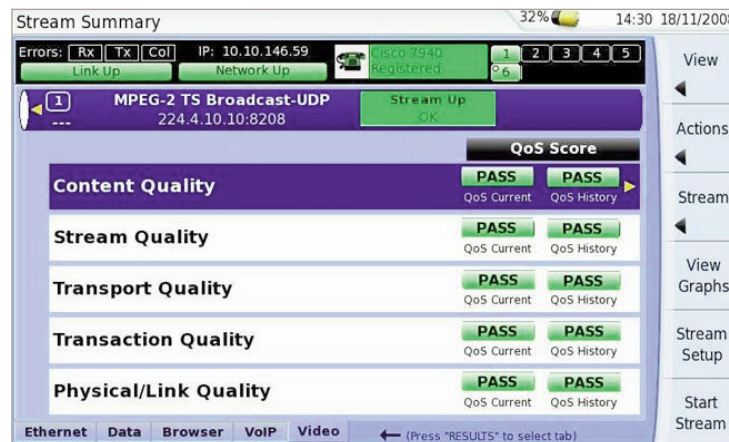 Stream Summary
32%
14:30 18/11/2008
Errors: Rx Tx Col IP: 10.10.146.59
Link Up Network Up
Cisco 7940
Registered
1 2 3 4 5
6
1 MPEG-2 TS Broadcast-UDP
--- 224.4.10.10:8208
Stream Up
OK
QoS Score
Content Quality PASS PASS
QoS Current QoS History
Stream Quality PASS PASS
QoS Current QoS History
Transport Quality PASS PASS
QoS Current QoS History
Transaction Quality PASS PASS
QoS Current QoS History
Physical/Link Quality PASS PASS
QoS Current QoS History
Ethernet Data Browser VoIP Video (Press "RESULTS" to select tab)
View
Actions
Stream
View
Graphs
Stream
Setup
Start
Stream